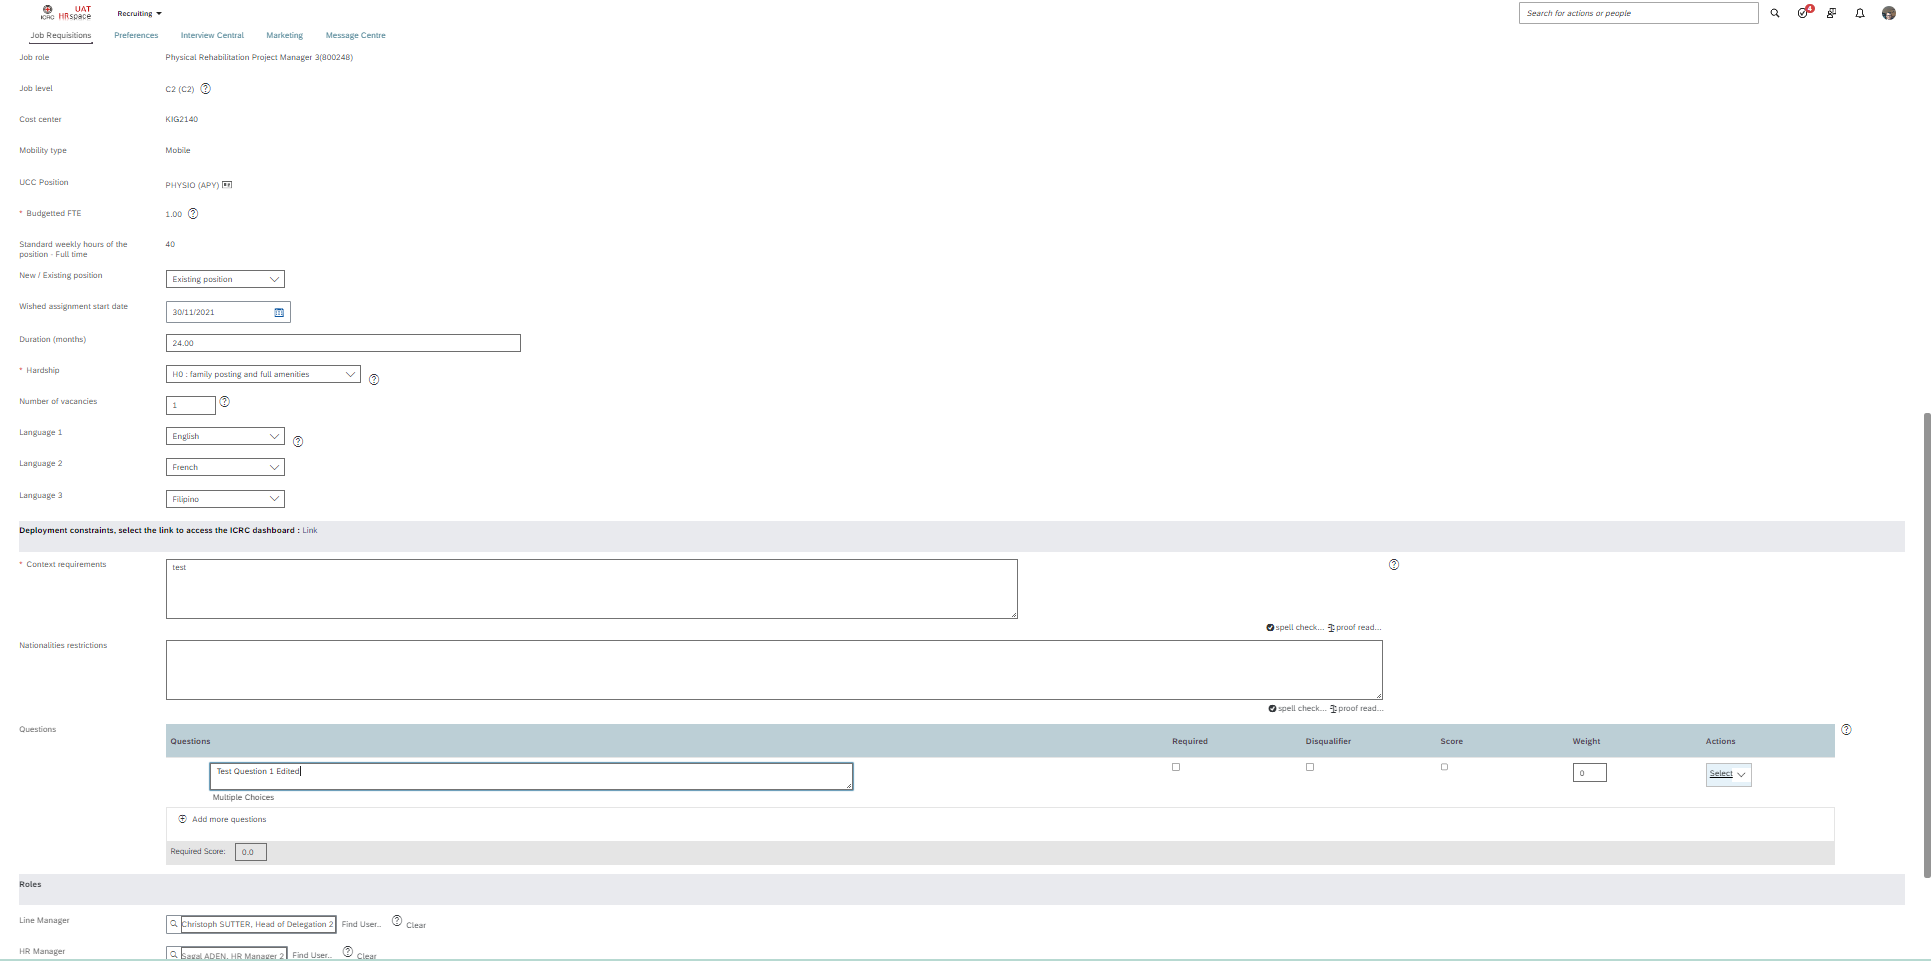 ICRC
UAT
HRspace
Recruiting
Search for actions or people
4
Job Requisitions
Preferences
Interview Central
Marketing
Message Centre
Job role
Physical Rehabilitation Project Manager 3(800248)
Job level
C2 (C2)
Cost center
KIG2140
Mobility type
Mobile
UCC Position
PHYSIO (APY)
* Budgetted FTE
1.00
Standard weekly hours of the
position - Full time
40
New / Existing position
Existing position
Wished assignment start date
30/11/2021
Duration (months)
24.00
* Hardship
H0 : family posting and full amenities
Number of vacancies
1
Language 1
English
Language 2
French
Language 3
Filipino
Deployment constraints, select the link to access the ICRC dashboard : Link
* Context requirements
test
spell check... proof read...
Nationalities restrictions
spell check... proof read...
Questions
Questions
Required
Disqualifier
Score
Weight
Actions
Test Question 1 Edited
0
Select
Multiple Choices
Add more questions
Required Score: 0.0
Roles
Line Manager
Christoph SUTTER, Head of Delegation 2
Find User...
Clear
HR Manager
Sagal ADEN, HR Manager 2
Find User...
Clear